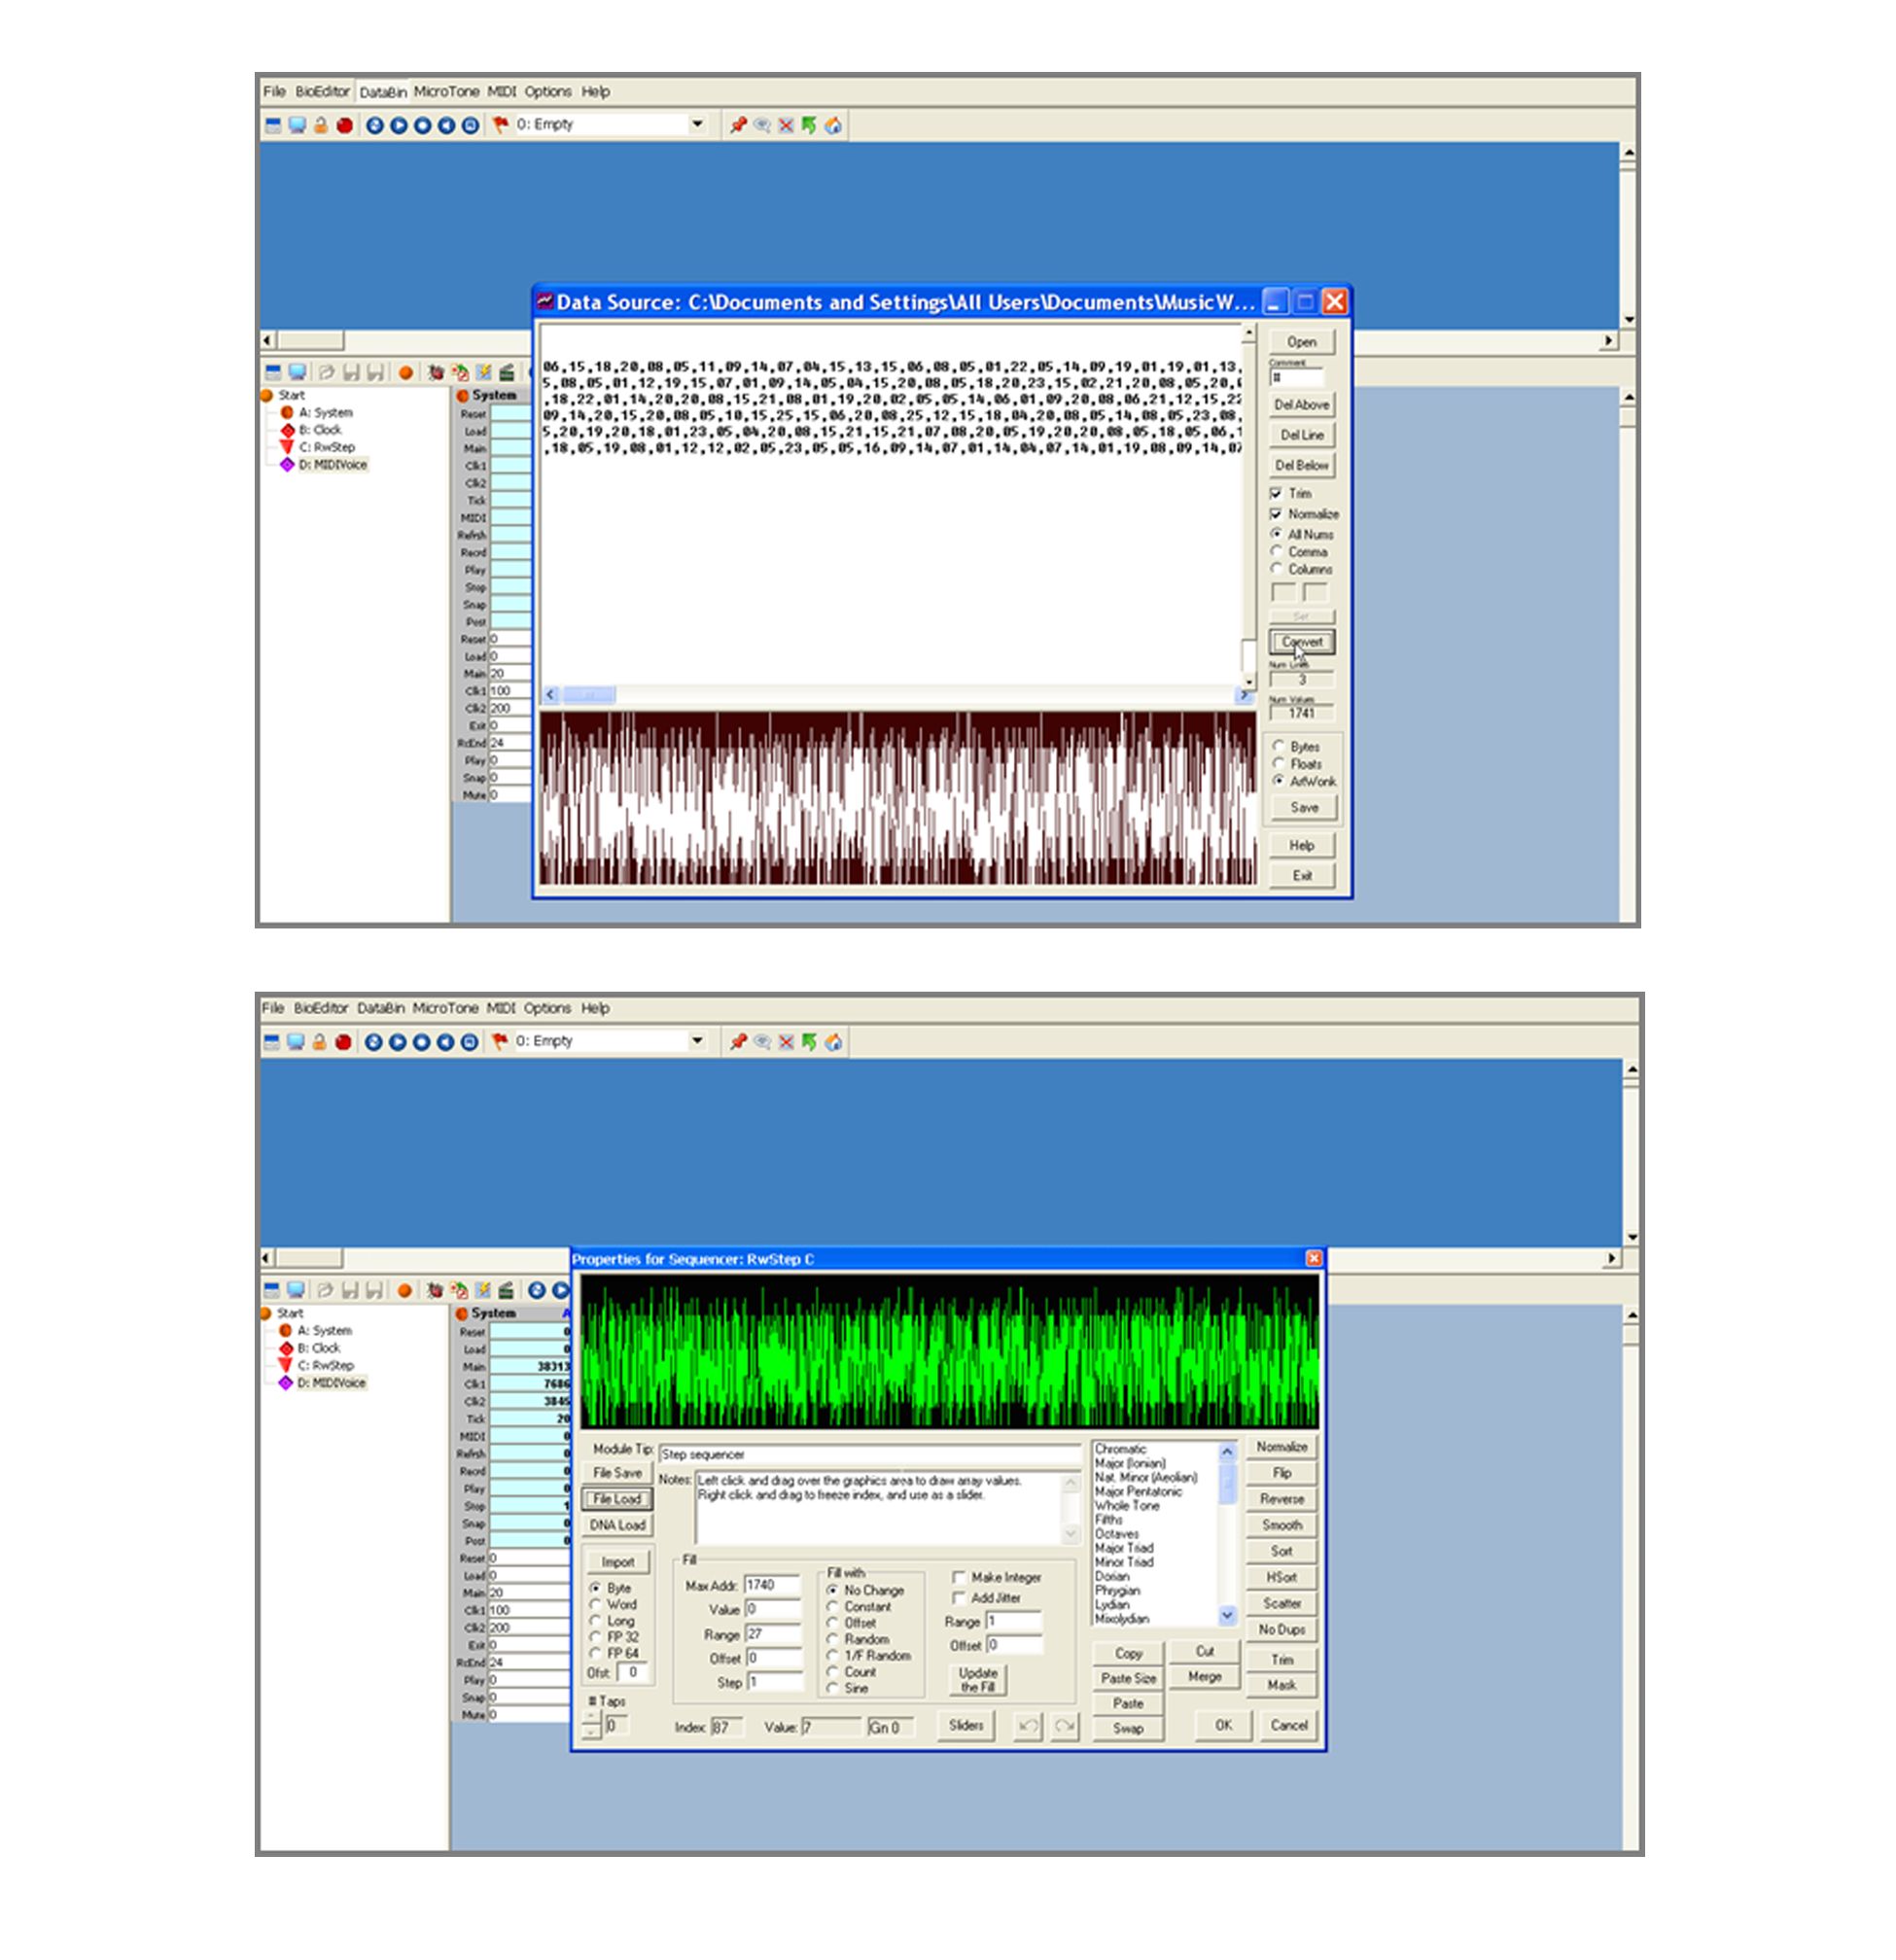 File BioEditor DataBin MicroTone MIDI Options Help
0: Empty
Data Source: C:\Documents and Settings\All Users\Documents\MusicW...
06,15,18,20,08,05,11,09,14,07,04,15,13,15,06,08,05,01,22,05,14,09,19,01,19,01,13,
5,08,05,01,12,19,15,07,01,09,14,05,04,15,20,08,05,18,20,23,15,02,21,20,08,05,20,
,18,22,01,14,20,20,08,15,21,08,01,19,20,02,05,05,14,06,01,09,20,08,06,21,12,15,22
09,14,20,15,20,08,05,10,15,25,15,06,20,08,25,12,15,18,04,20,08,05,14,08,05,23,08,
5,20,19,20,18,01,23,05,04,20,08,15,21,15,21,07,08,20,05,19,20,20,08,05,18,05,06,1
,18,05,19,08,01,12,12,02,05,23,05,05,16,09,14,07,01,14,04,07,14,01,19,08,09,14,07
Open
Comment
#
Del Above
Del Line
Del Below
Trim
Normalize
All Nums
Comma
Columns
Set
Convert
Num Lines
3
Num Values
1741
Bytes
Floats
ArtWonk
Save
Help
Exit
Start
A: System
B: Clock
C: RwStep
D: MIDIVoice
System
Reset
Load
Main
Clk1
Clk2
Tick
MIDI
Refrsh
Recrd
Play
Stop
Snap
Post
Reset 0
Load 0
Main 20
Clk1 100
Clk2 200
Exit 0
RcEnd 24
Play 0
Snap 0
Mute 0
File BioEditor DataBin MicroTone MIDI Options Help
0: Empty
Start
A: System
B: Clock
C: RwStep
D: MIDIVoice
System A
Reset 0
Load 0
Main 38313
Clk1 7686
Clk2 3845
Tick 20
MIDI 0
Refrsh 0
Recrd 0
Play 0
Stop 1
Snap 0
Post 0
Reset 0
Load 0
Main 20
Clk1 100
Clk2 200
Exit 0
RcEnd 24
Play 0
Snap 0
Mute 0
Properties for Sequencer: RwStep C
Module Tip: Step sequencer
File Save
File Load
DNA Load
Notes: Left click and drag over the graphics area to draw array values.
Right click and drag to freeze index, and use as a slider.
Import
Byte
Word
Long
FP 32
FP 64
Ofst: 0
# Taps
0
Fill
Max Addr: 1740
Value 0
Range 27
Offset 0
Step 1
Fill with
No Change
Constant
Offset
Random
1/F Random
Count
Sine
Make Integer
Add Jitter
Range 1
Offset 0
Update
the Fill
Index: 87 Value: 7 Gn 0
Sliders
Chromatic
Major (Ionian)
Nat. Minor (Aeolian)
Major Pentatonic
Whole Tone
Fifths
Octaves
Major Triad
Minor Triad
Dorian
Phrygian
Lydian
Mixolydian
Copy
Cut
Paste Size
Merge
Paste
Swap
Normalize
Flip
Reverse
Smooth
Sort
HSort
Scatter
No Dups
Trim
Mask
OK
Cancel